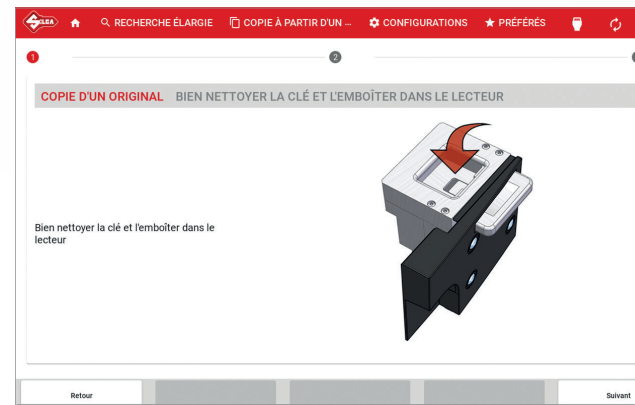 SILCA
RECHERCHE ÉLARGIE COPIE À PARTIR D'UN ... CONFIGURATIONS PRÉFÉRÉS
1 2
COPIE D'UN ORIGINAL BIEN NETTOYER LA CLÉ ET L'EMBOÎTER DANS LE LECTEUR
Bien nettoyer la clé et l'emboîter dans le
lecteur
Retour Suivant